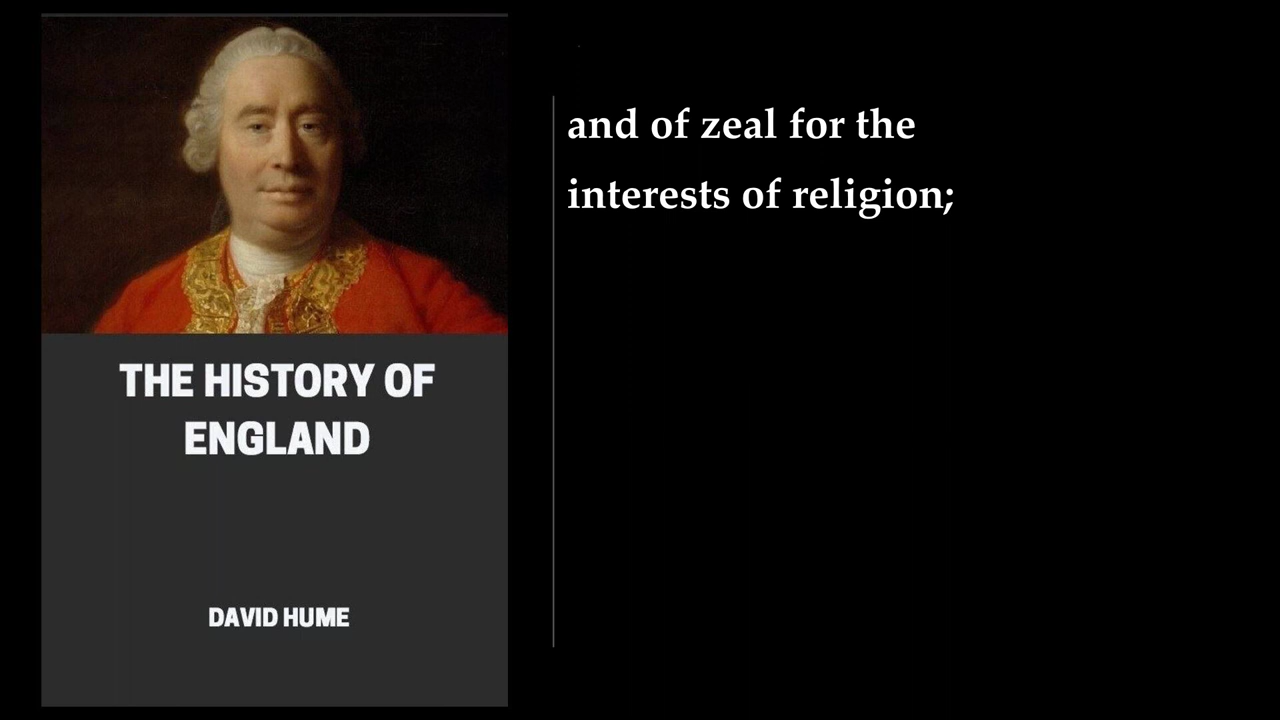 THE HISTORY OF
ENGLAND
DAVID HUME
and of zeal for the
interests of religion;